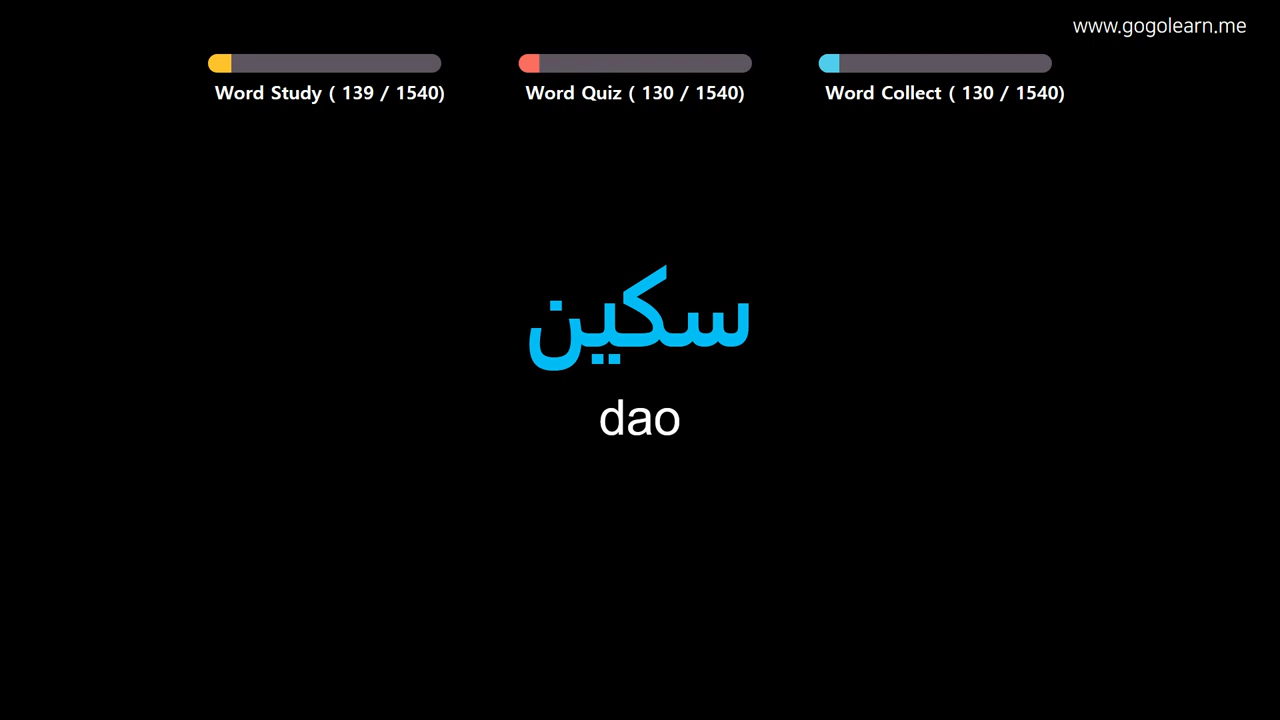 www.gogolearn.me
Word Study ( 139 / 1540)
Word Quiz ( 130 / 1540)
Word Collect ( 130 / 1540)
سكين
dao